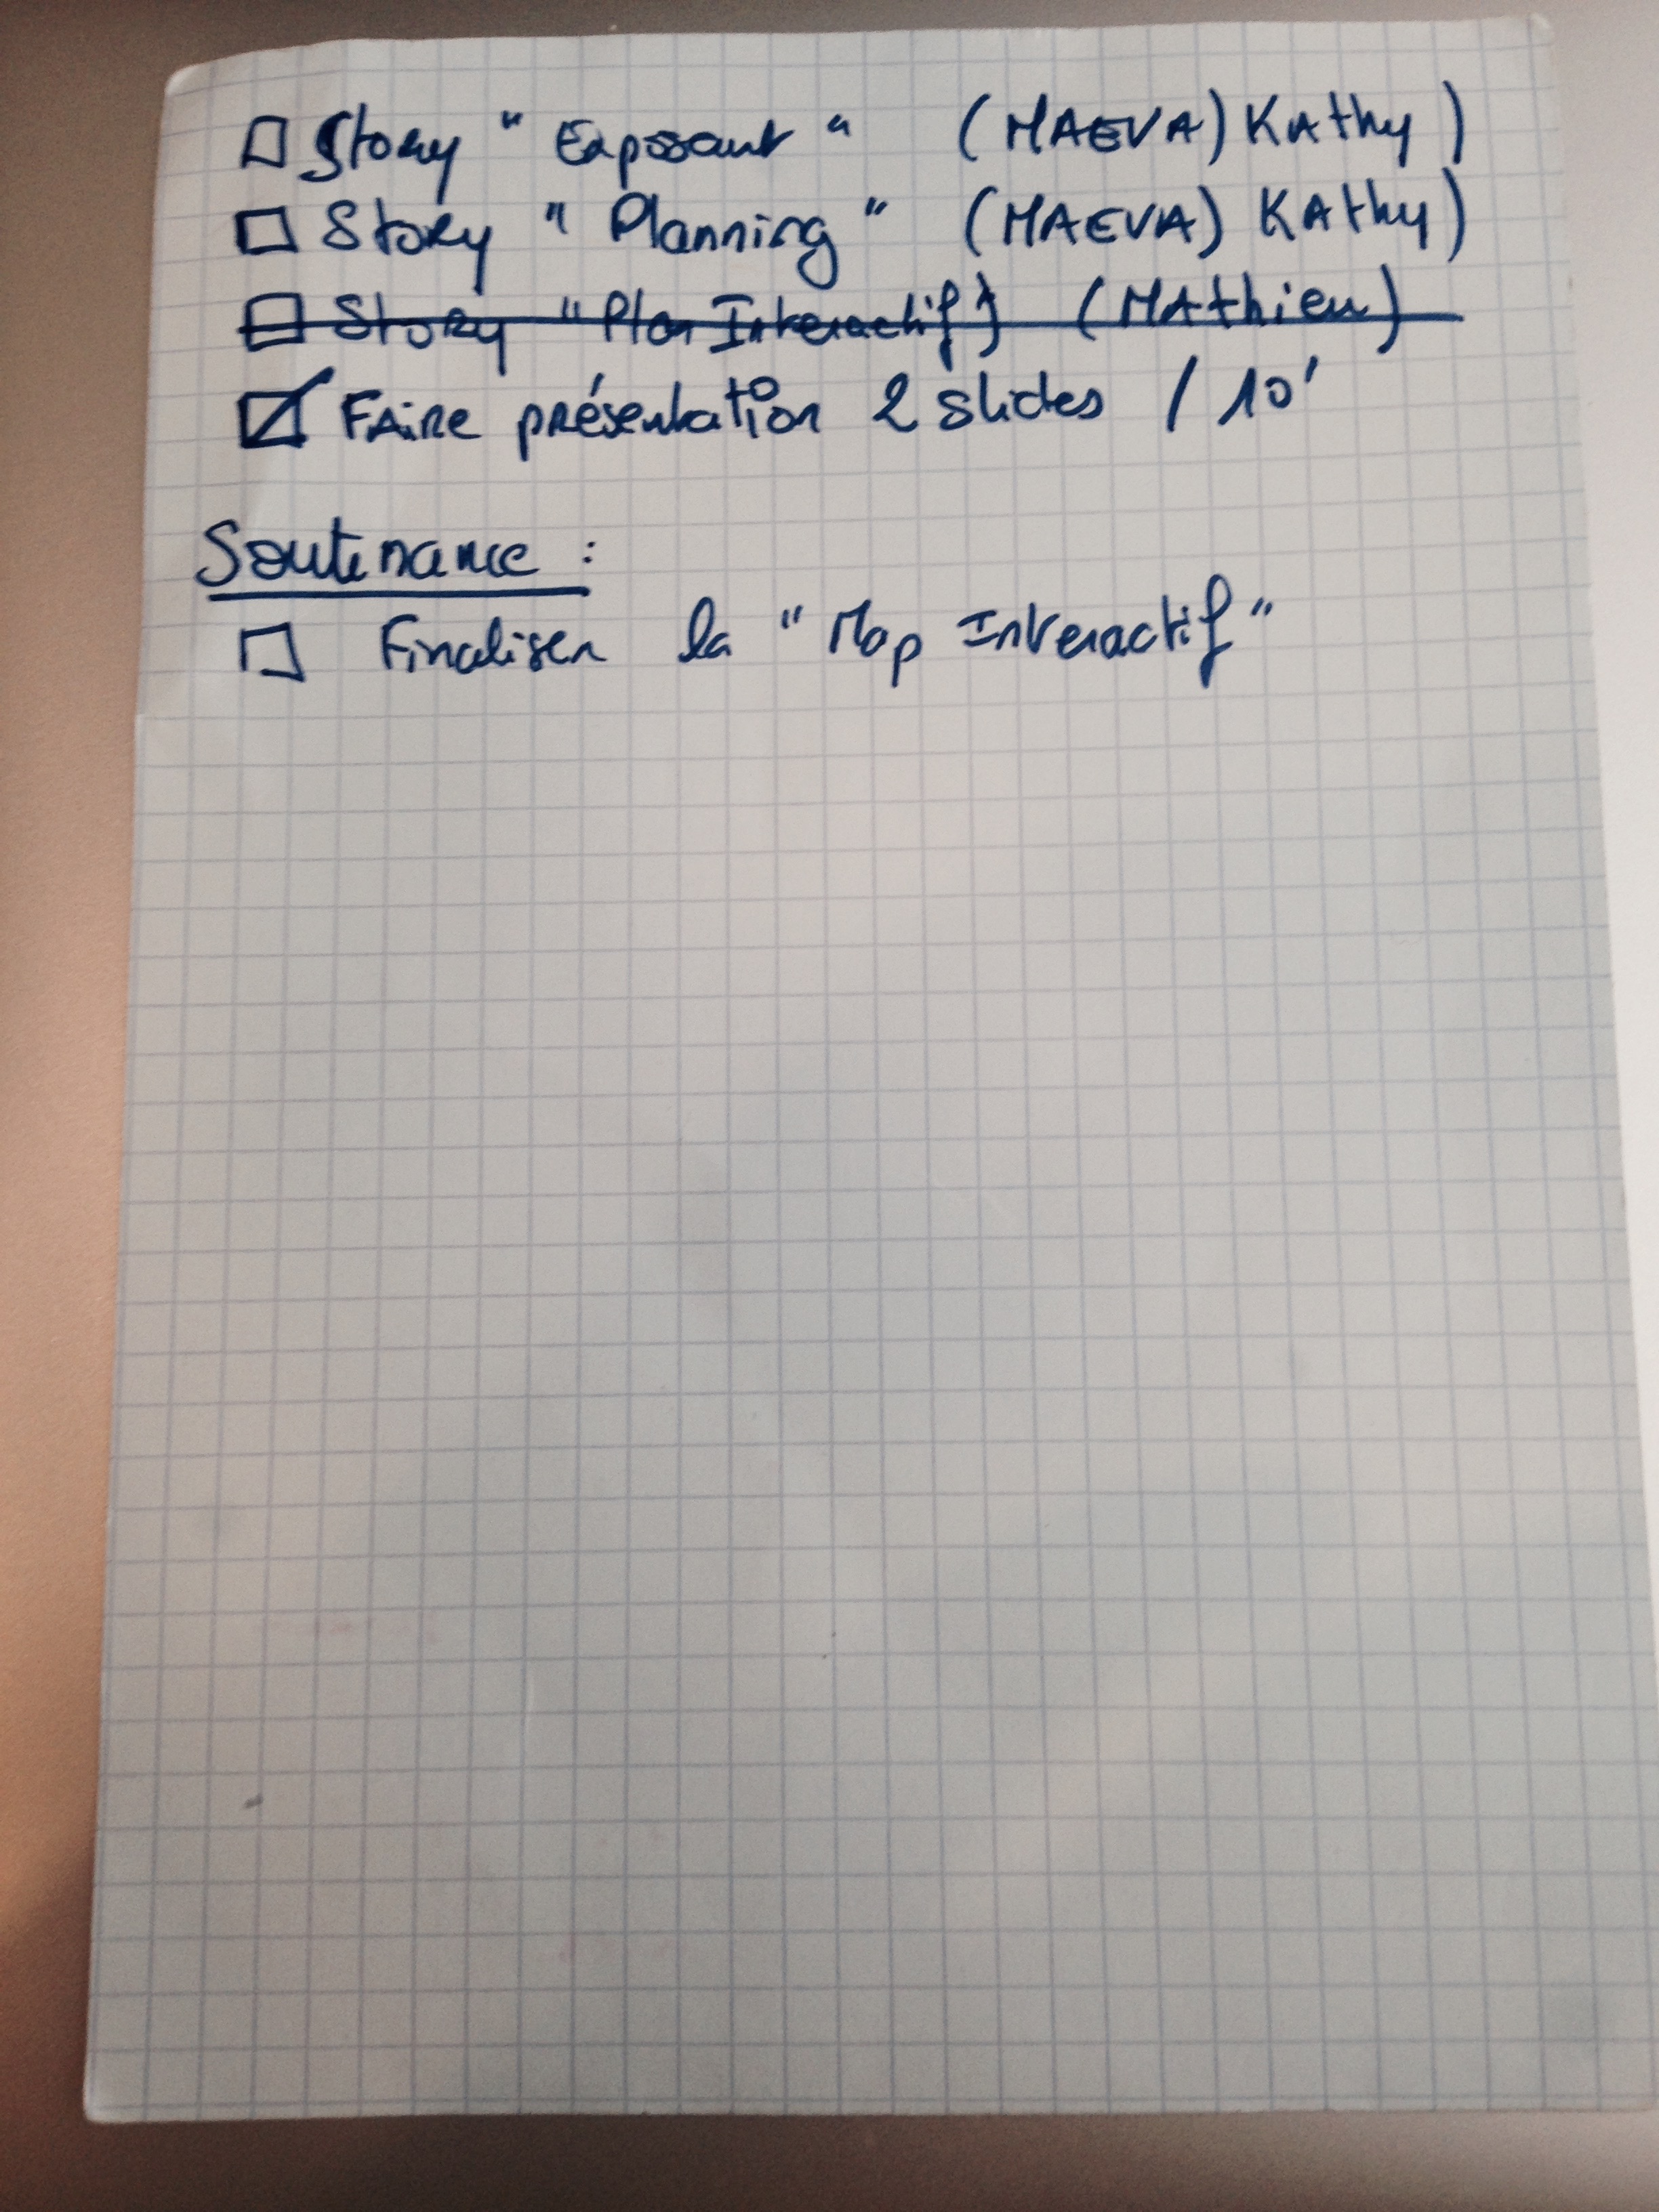 Story " Exposant " (MAEVA) Kathy )
Story " Planning " (MAEVA) Kathy)
Story " Plan Interactif) (Mathieu)
Faire présentation 2 slides / 10'
Soutenance :
Finaliser la " Map Interactif "